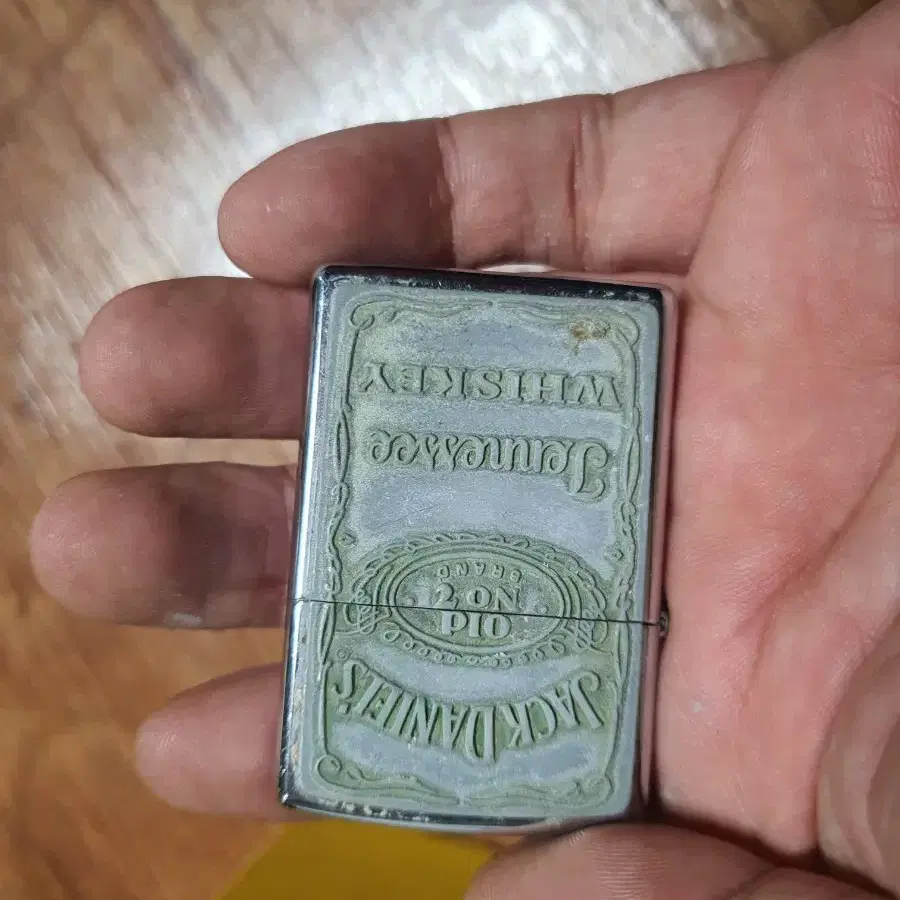 JACK DANIEL'S
OLD
No. 7
BRAND
Tennessee
WHISKEY